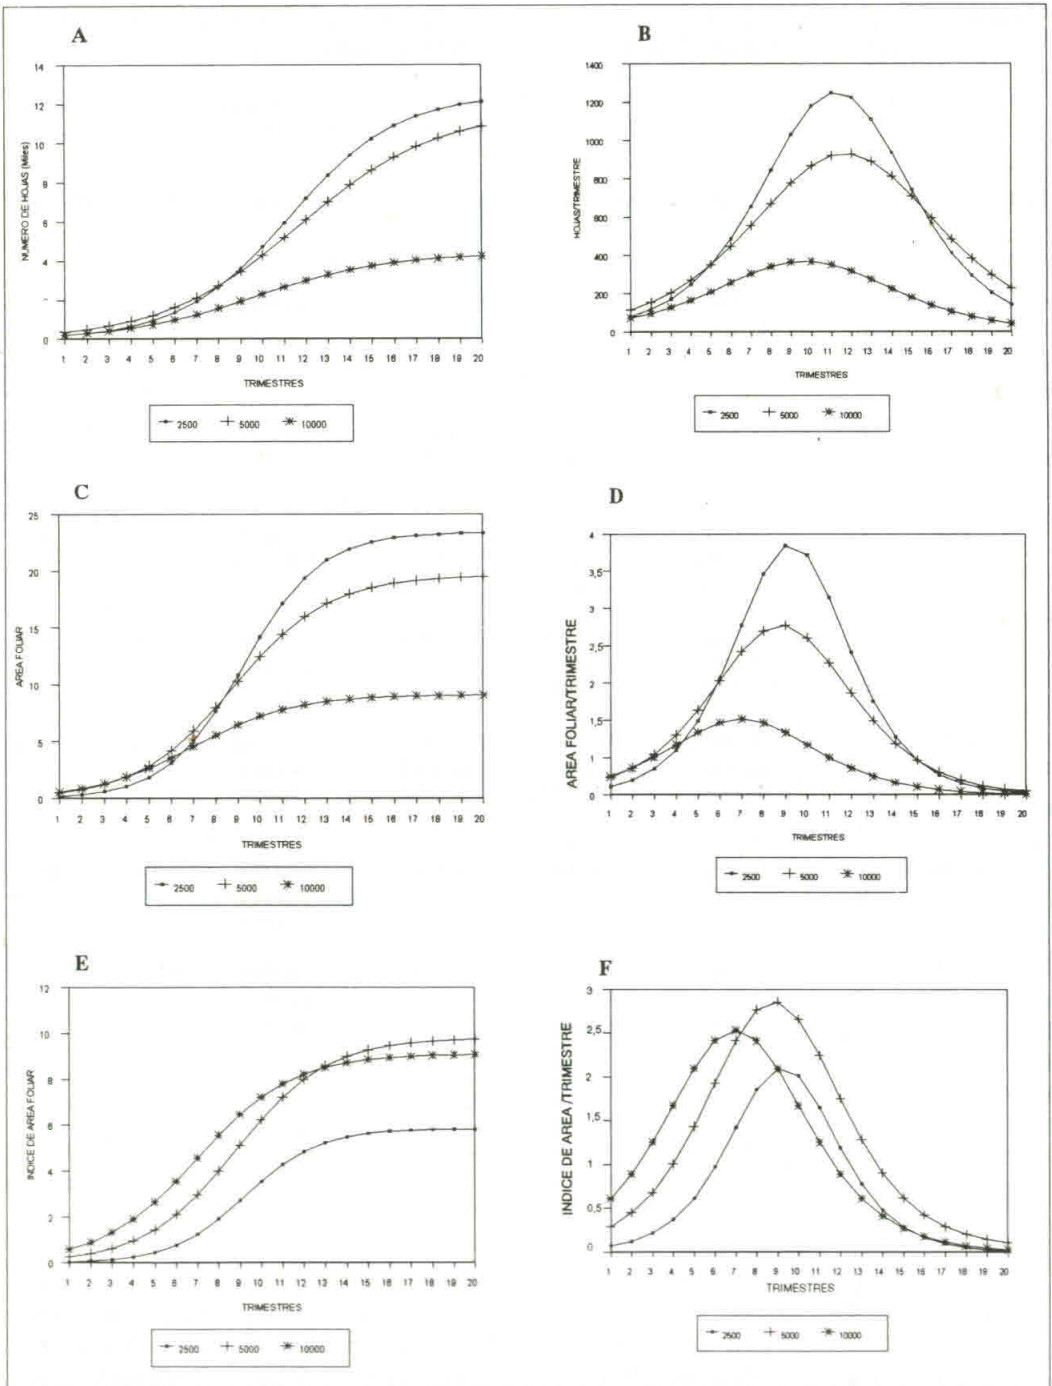 A
NUMERO DE HOJAS (Miles)
14
12
10
8
6
4
0
1 2 3 4 5 6 7 8 9 10 11 12 13 14 15 16 17 18 19 20
TRIMESTRES
2500 5000 10000
B
HOJAS/TRIMESTRE
1400
1200
1000
800
600
400
200
0
1 2 3 4 5 6 7 8 9 10 11 12 13 14 15 16 17 18 19 20
TRIMESTRES
2500 5000 10000
C
AREA FOLIAR
25
20
15
10
5
0
1 2 3 4 5 6 7 8 9 10 11 12 13 14 15 16 17 18 19 20
TRIMESTRES
2500 5000 10000
D
AREA FOLIAR/TRIMESTRE
4
3,5
3
2,5
2
1,5
1
0
1 2 3 4 5 6 7 8 9 10 11 12 13 14 15 16 17 18 19 20
TRIMESTRES
2500 5000 10000
E
INDICE DE AREA FOLIAR
12
10
8
6
4
2
0
1 2 3 4 5 6 7 8 9 10 11 12 13 14 15 16 17 18 19 20
TRIMESTRES
2500 5000 10000
F
INDICE DE AREA /TRIMESTRE
3
2,5
2
1,5
1
0,5
0
1 2 3 4 5 6 7 8 9 10 11 12 13 14 15 16 17 18 19 20
TRIMESTRES
2500 5000 10000